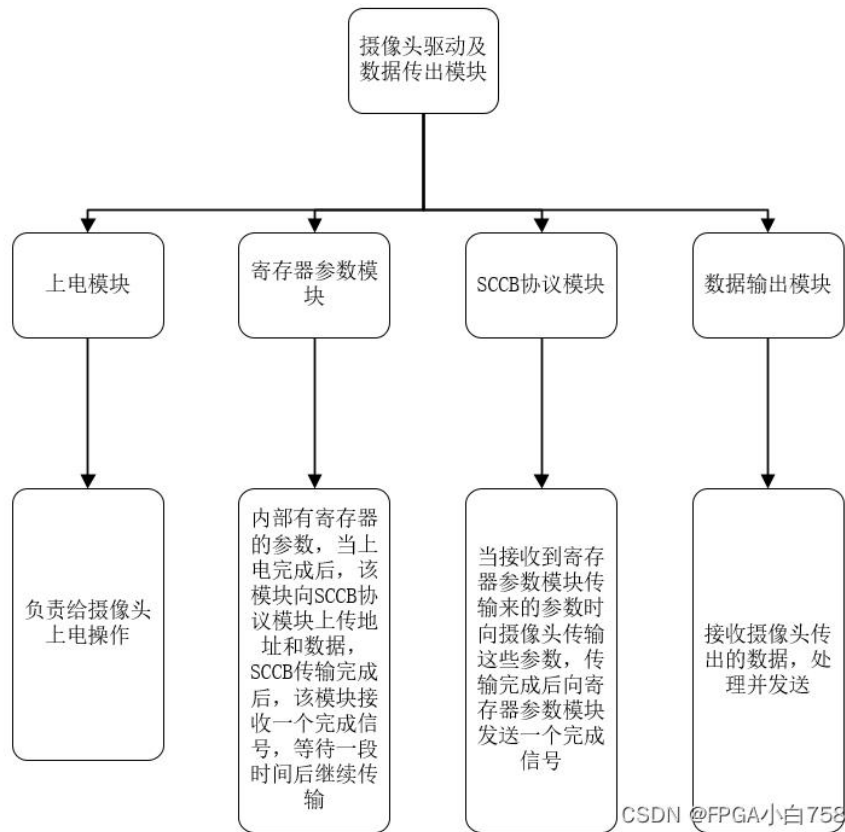 摄像头驱动及
数据传出模块
上电模块
寄存器参数模
块
SCCB协议模块
数据输出模块
负责给摄像头
上电操作
内部有寄存器
的参数，当上
电完成后，该
模块向SCCB协
议模块上传地
址和数据，
SCCB传输完成
后，该模块接
收一个完成信
号，等待一段
时间后继续传
输
当接收到寄存
器参数模块传
输来的参数时
向摄像头传输
这些参数，传
输完成后向寄
存器参数模块
发送一个完成
信号
接收摄像头传
出的数据，处
理并发送
CSDN @FPGA小白758